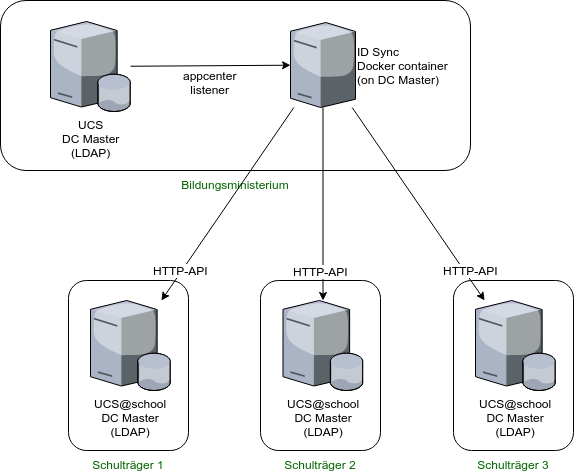 ID Sync
Docker container
(on DC Master)
appcenter
listener
UCS
DC Master
(LDAP)
Bildungsministerium
HTTP-API
HTTP-API
HTTP-API
UCS@school
DC Master
(LDAP)
UCS@school
DC Master
(LDAP)
UCS@school
DC Master
(LDAP)
Schulträger 1
Schulträger 2
Schulträger 3